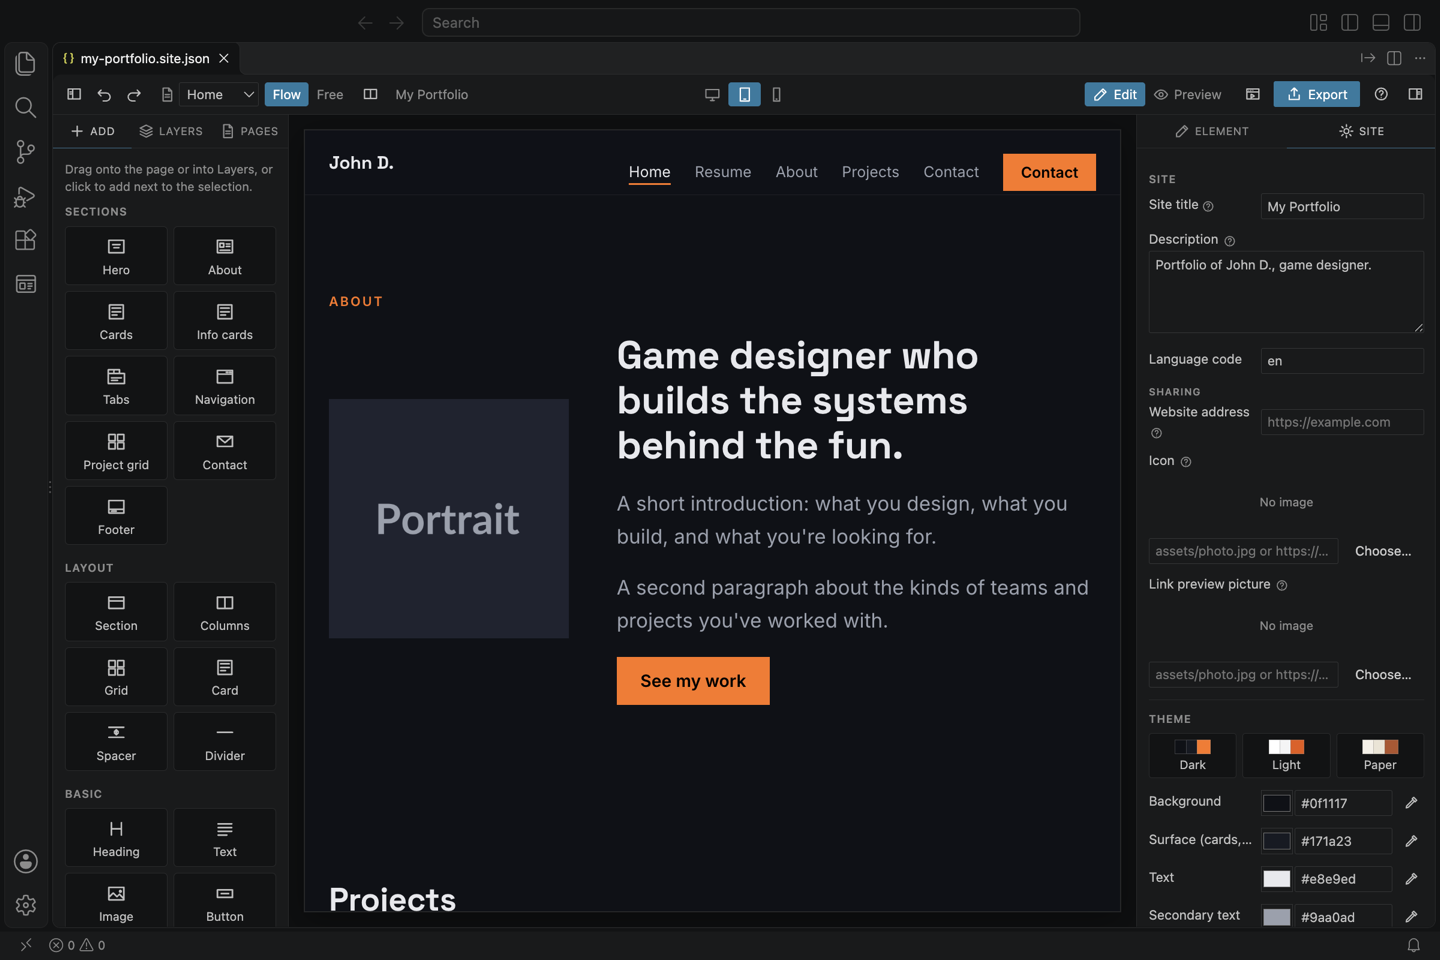 Search
{} my-portfolio.site.json
Home
Flow
Free
My Portfolio
Edit
Preview
Export
ADD
LAYERS
PAGES
Drag onto the page or into Layers, or
click to add next to the selection.
SECTIONS
Hero
About
Cards
Info cards
Tabs
Navigation
Project grid
Contact
Footer
LAYOUT
Section
Columns
Grid
Card
Spacer
Divider
BASIC
Heading
Text
Image
Button
John D.
Home
Resume
About
Projects
Contact
Contact
ABOUT
Portrait
Game designer who
builds the systems
behind the fun.
A short introduction: what you design, what you
build, and what you're looking for.
A second paragraph about the kinds of teams and
projects you've worked with.
See my work
Projects
ELEMENT
SITE
SITE
Site title
My Portfolio
Description
Portfolio of John D., game designer.
Language code
en
SHARING
Website address
https://example.com
Icon
No image
assets/photo.jpg or https://...
Choose...
Link preview picture
No image
assets/photo.jpg or https://...
Choose...
THEME
Dark
Light
Paper
Background
#0f1117
Surface (cards,...
#171a23
Text
#e8e9ed
Secondary text
#9aa0ad
0
0